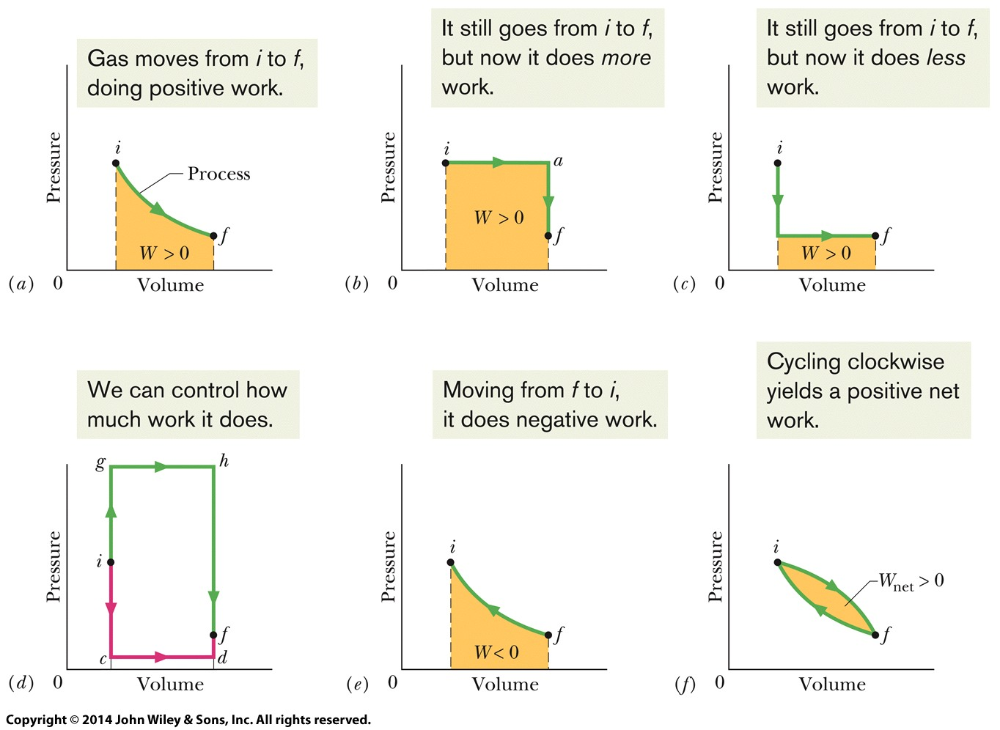 Gas moves from i to f,
doing positive work.
Pressure
i
Process
f
W > 0
(a)
0
Volume
It still goes from i to f,
but now it does more
work.
Pressure
i
a
W > 0
f
(b)
0
Volume
It still goes from i to f,
but now it does less
work.
Pressure
i
f
W > 0
(c)
0
Volume
We can control how
much work it does.
Pressure
g
h
i
f
c
d
(d)
0
Volume
Moving from f to i,
it does negative work.
Pressure
i
f
W< 0
(e)
0
Volume
Cycling clockwise
yields a positive net
work.
Pressure
i
Wnet > 0
f
(f)
0
Volume
Copyright © 2014 John Wiley & Sons, Inc. All rights reserved.